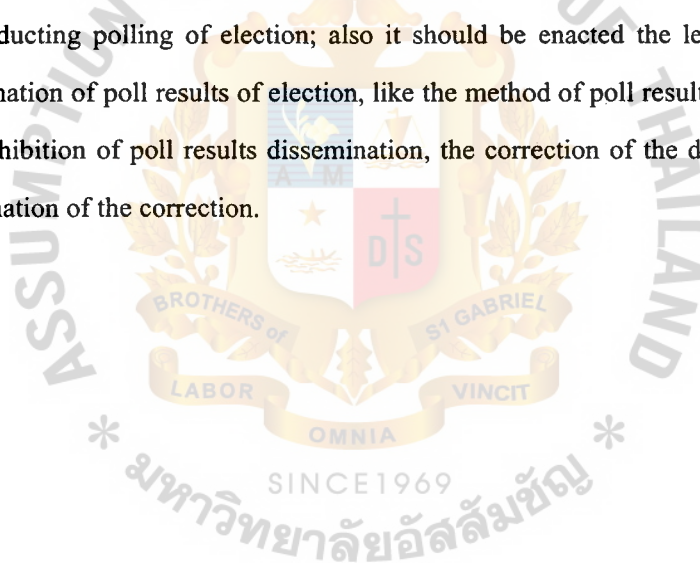 ducting polling of election; also it should be enacted the le
nation of poll results of election, like the method of poll result
hibition of poll results dissemination, the correction of the d
nation of the correction.
ASSUMPTION
OF
THAILAND
A M
D S
BROTHERS of
ST GABRIEL
LABOR
VINCIT
OMNIA
* *
SINCE1969
มหาวิทยาลัยอัสสัมชัญ